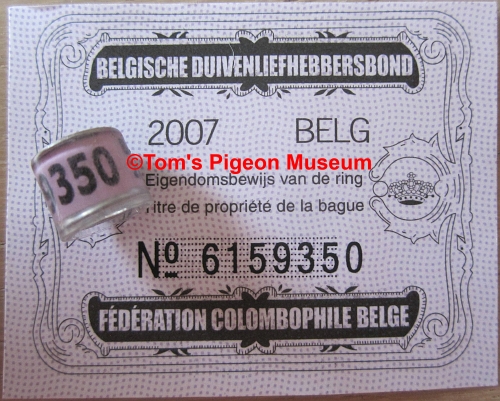 BELGISCHE DUIVENLIEFHEBBERSBOND
2007 BELG
©Tom's Pigeon Museum
Eigendomsbewijs van de ring
Titre de propriété de la bague
350
Nº 6159350
FÉDÉRATION COLOMBOPHILE BELGE